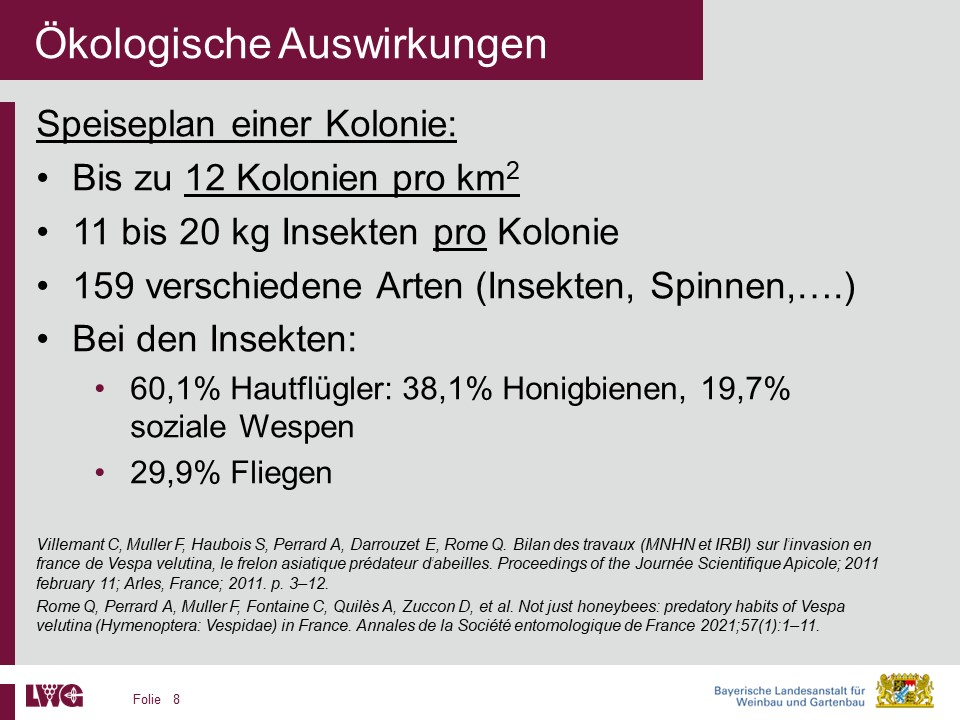 Ökologische Auswirkungen
Speiseplan einer Kolonie:
• Bis zu 12 Kolonien pro km²
• 11 bis 20 kg Insekten pro Kolonie
• 159 verschiedene Arten (Insekten, Spinnen,….)
• Bei den Insekten:
• 60,1% Hautflügler: 38,1% Honigbienen, 19,7%
soziale Wespen
• 29,9% Fliegen
Villemant C, Muller F, Haubois S, Perrard A, Darrouzet E, Rome Q. Bilan des travaux (MNHN et IRBI) sur l'invasion en
france de Vespa velutina, le frelon asiatique prédateur d'abeilles. Proceedings of the Journée Scientifique Apicole; 2011
february 11; Arles, France; 2011. p. 3–12.
Rome Q, Perrard A, Muller F, Fontaine C, Quilès A, Zuccon D, et al. Not just honeybees: predatory habits of Vespa
velutina (Hymenoptera: Vespidae) in France. Annales de la Société entomologique de France 2021;57(1):1–11.
LWG
Folie 8
Bayerische Landesanstalt für
Weinbau und Gartenbau